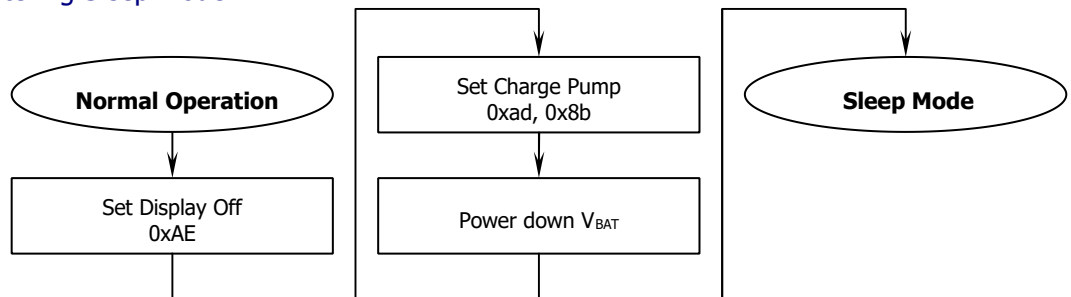 Normal Operation
Set Display Off
0xAE
Set Charge Pump
0xad, 0x8b
Power down VBAT
Sleep Mode